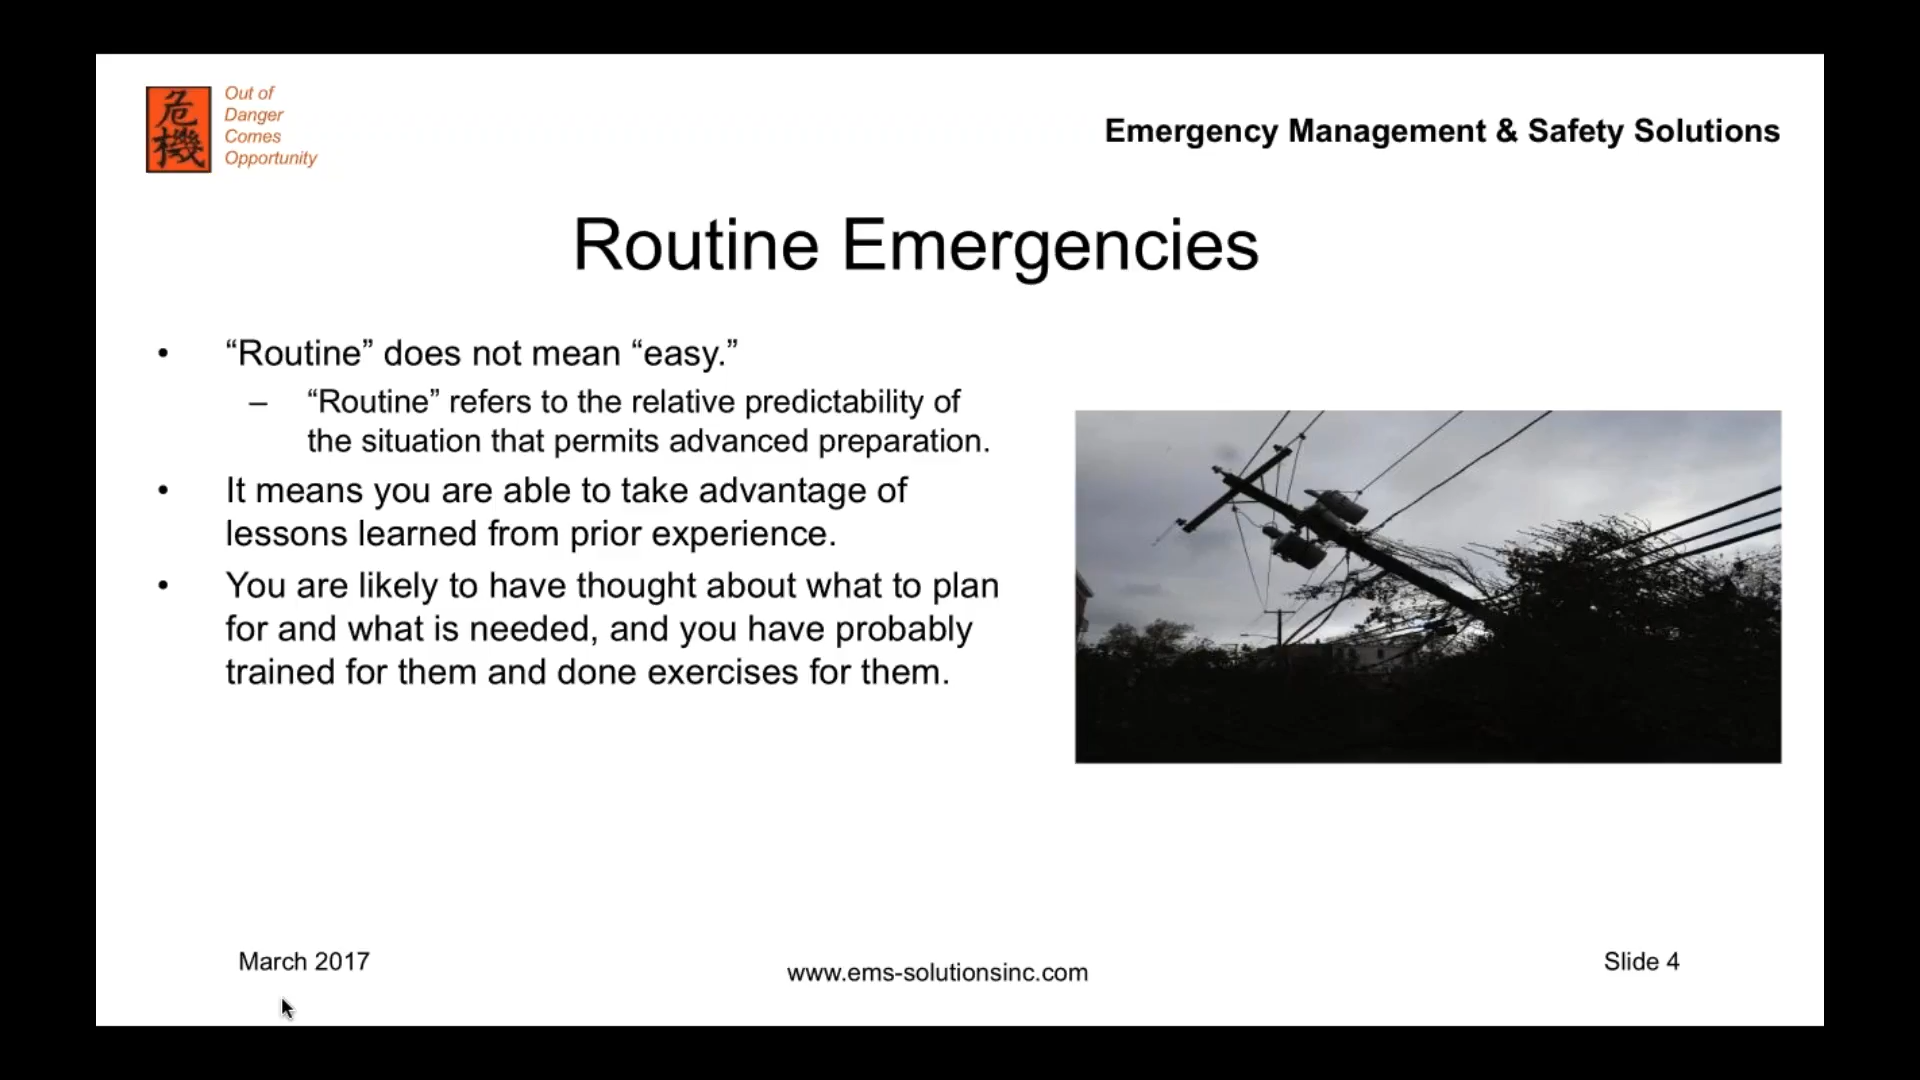 危機
Out of
Danger
Comes
Opportunity
Emergency Management & Safety Solutions
Routine Emergencies
• “Routine” does not mean “easy.”
– “Routine” refers to the relative predictability of
the situation that permits advanced preparation.
• It means you are able to take advantage of
lessons learned from prior experience.
• You are likely to have thought about what to plan
for and what is needed, and you have probably
trained for them and done exercises for them.
March 2017
www.ems-solutionsinc.com
Slide 4